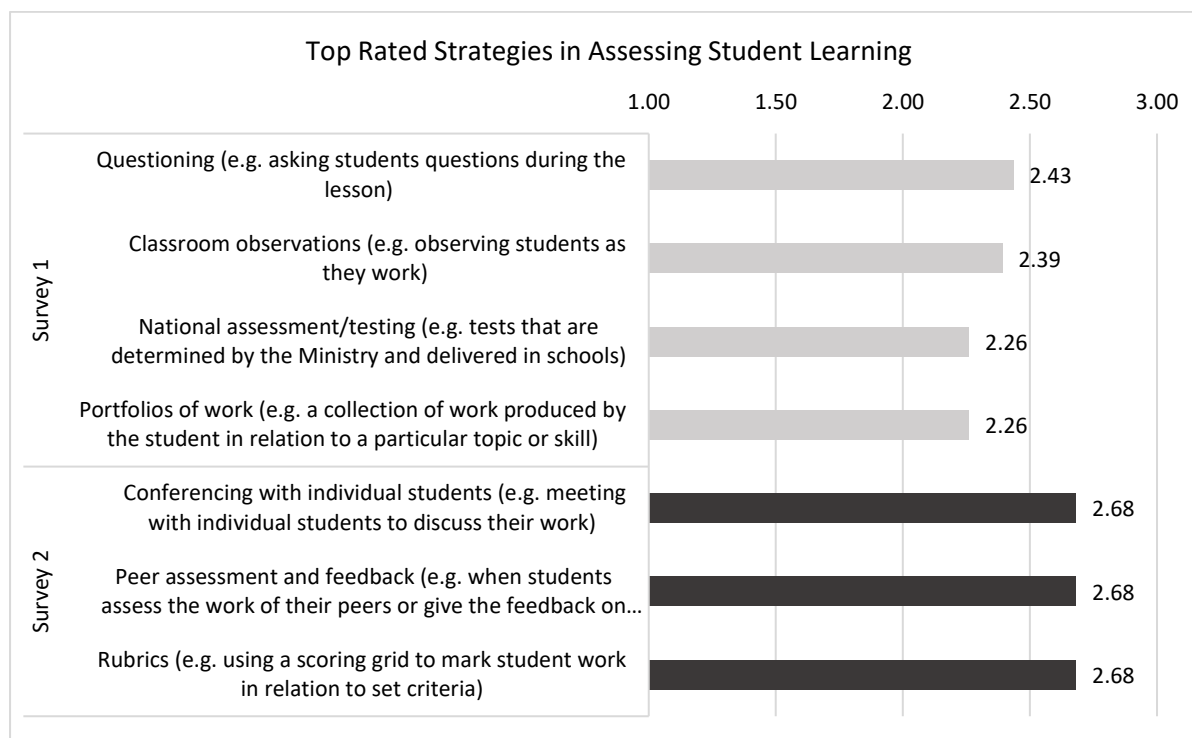 Top Rated Strategies in Assessing Student Learning
1.00 1.50 2.00 2.50 3.00
Survey 1
Questioning (e.g. asking students questions during the
lesson)
2.43
Classroom observations (e.g. observing students as
they work)
2.39
National assessment/testing (e.g. tests that are
determined by the Ministry and delivered in schools)
2.26
Portfolios of work (e.g. a collection of work produced by
the student in relation to a particular topic or skill)
2.26
Survey 2
Conferencing with individual students (e.g. meeting
with individual students to discuss their work)
2.68
Peer assessment and feedback (e.g. when students
assess the work of their peers or give the feedback on...
2.68
Rubrics (e.g. using a scoring grid to mark student work
in relation to set criteria)
2.68